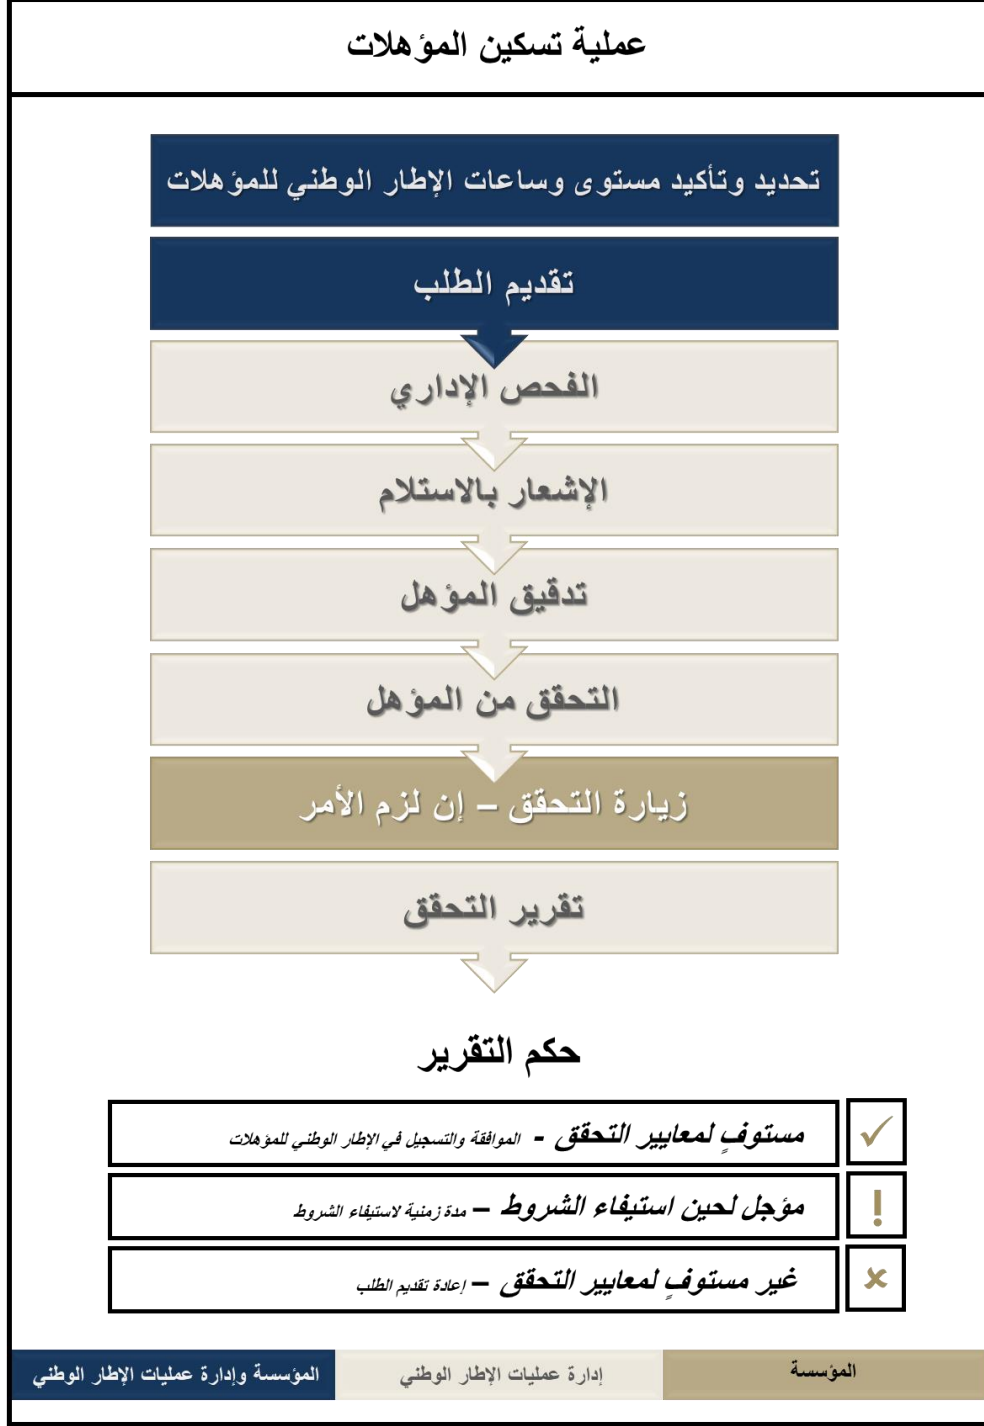 عملية تسكين المؤهلات
تحديد وتأكيد مستوى وساعات الإطار الوطني للمؤهلات
تقديم الطلب
الفحص الإداري
الإشعار بالاستلام
تدقيق المؤهل
التحقق من المؤهل
زيارة التحقق – إن لزم الأمر
تقرير التحقق
حكم التقرير
مستوفٍ لمعايير التحقق - الموافقة والتسجيل في الإطار الوطني للمؤهلات
مؤجل لحين استيفاء الشروط – مدة زمنية لاستيفاء الشروط
غير مستوفٍ لمعايير التحقق – إعادة تقديم الطلب
المؤسسة
إدارة عمليات الإطار الوطني
المؤسسة وإدارة عمليات الإطار الوطني